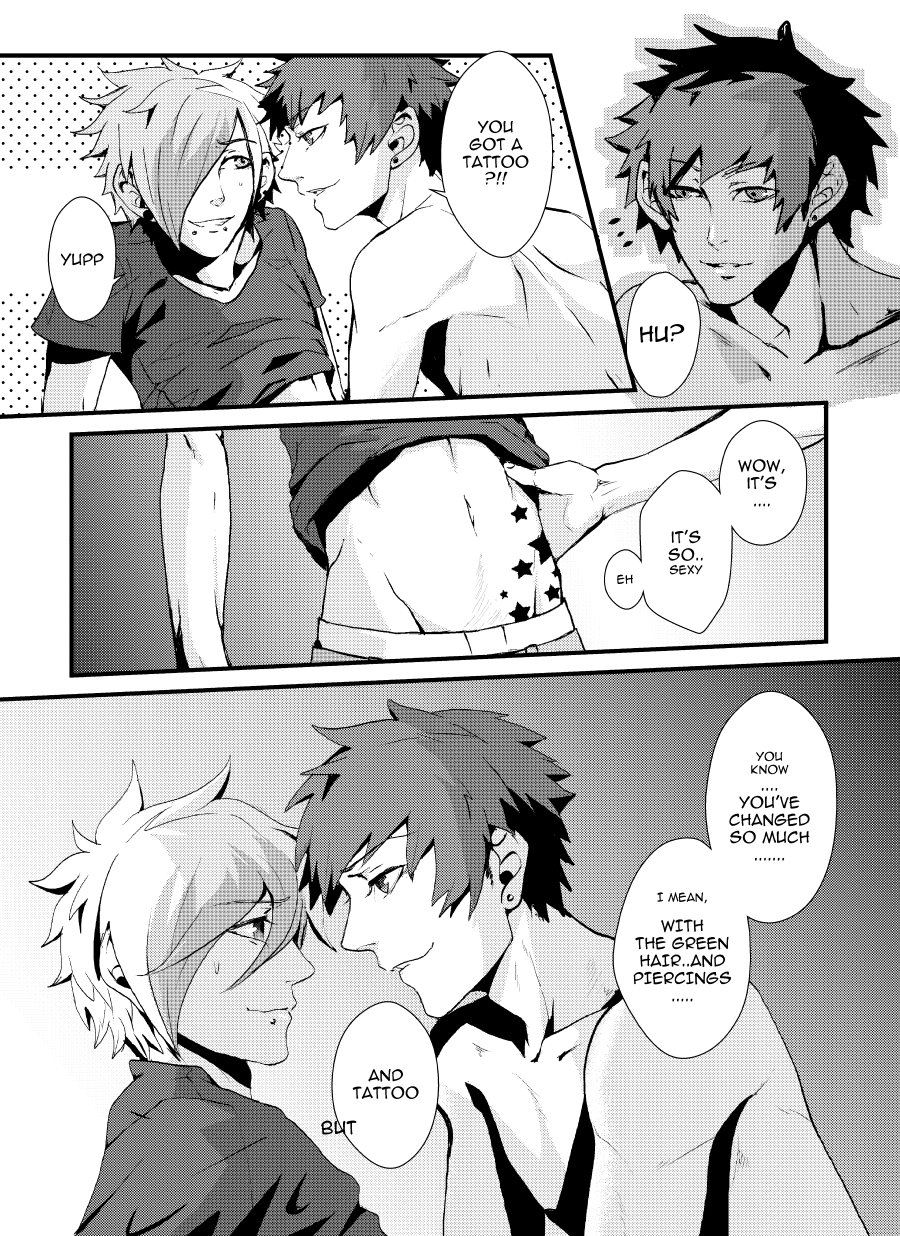 HU?
YOU
GOT A
TATTOO
?!!
YUPP
WOW,
IT'S
....
IT'S
SO..
SEXY
EH
YOU
KNOW
....
YOU'VE
CHANGED
SO MUCH
.......
I MEAN,
WITH
THE GREEN
HAIR..AND
PIERCINGS
.....
AND
TATTOO
BUT